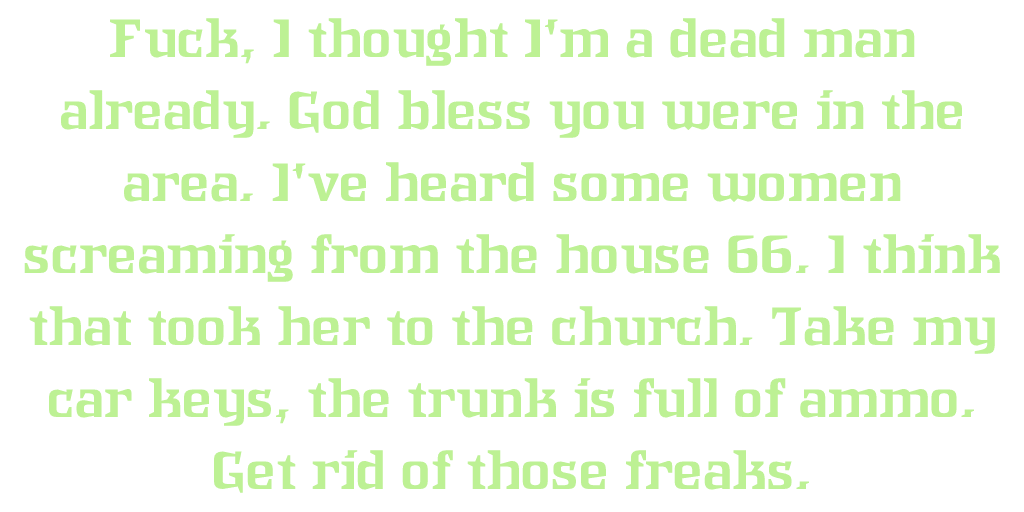 Fuck, I thought I'm a dead man
already. God bless you were in the
area. I've heard some women
screaming from the house 66. I think
that took her to the church. Take my
car keys, the trunk is full of ammo.
Get rid of those freaks.